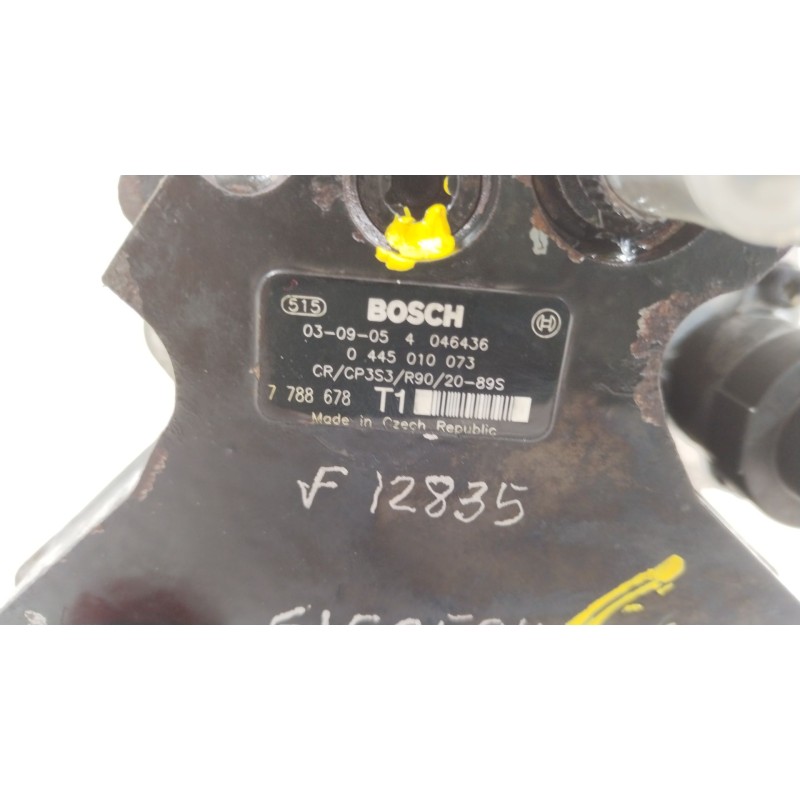 515 BOSCH
03-09-05 4 046436
0 445 010 073
CR/CP3S3/R90/20-89S
7 788 678 T1
Made in Czech Republic
F 12835